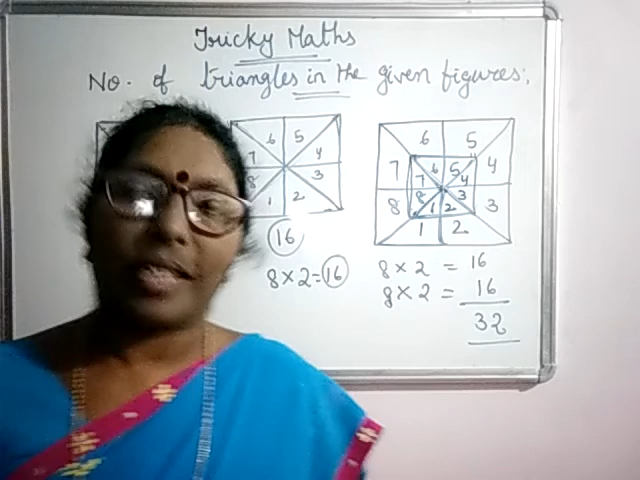 Tricky Maths
No. of triangles in the given figures:
6 5
7 4
8 3
1 2
16
8 × 2 = 16
6 5
7 4
8 3
1 2
6 5
7 4
8 3
1 2
8 × 2 = 16
8 × 2 = 16
32